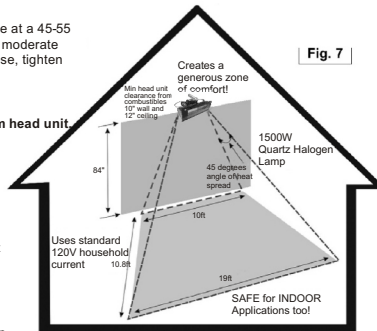 e at a 45-55
moderate
se, tighten
m head unit.
Fig. 7
Creates a
generous zone
of comfort!
Min head unit
clearance from
combustibles
10" wall and
12" ceiling
1500W
Quartz Halogen
Lamp
45 degrees
angle of heat
spread
84"
10ft
Uses standard
120V household
current
10.8ft
19ft
SAFE for INDOOR
Applications too!